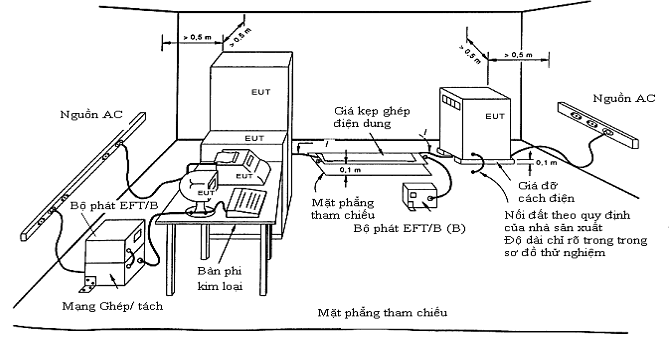 > 0,5 m
> 0,5 m
> 0,5 m
> 0,5 m
Nguồn AC
EUT
Giá kẹp ghép
điện dung
EUT
Nguồn AC
EUT
EUT
EUT
l
l
0,1 m
0,1 m
Giá đỡ
cách điện
Mặt phẳng
tham chiếu
Bộ phát EFT/B (B)
Nối đất theo quy định
của nhà sản xuất
Độ dài chỉ rõ trong trong
sơ đồ thử nghiệm
Bộ phát EFT/B
Bàn phi
kim loại
Mạng Ghép/ tách
Mặt phẳng tham chiếu